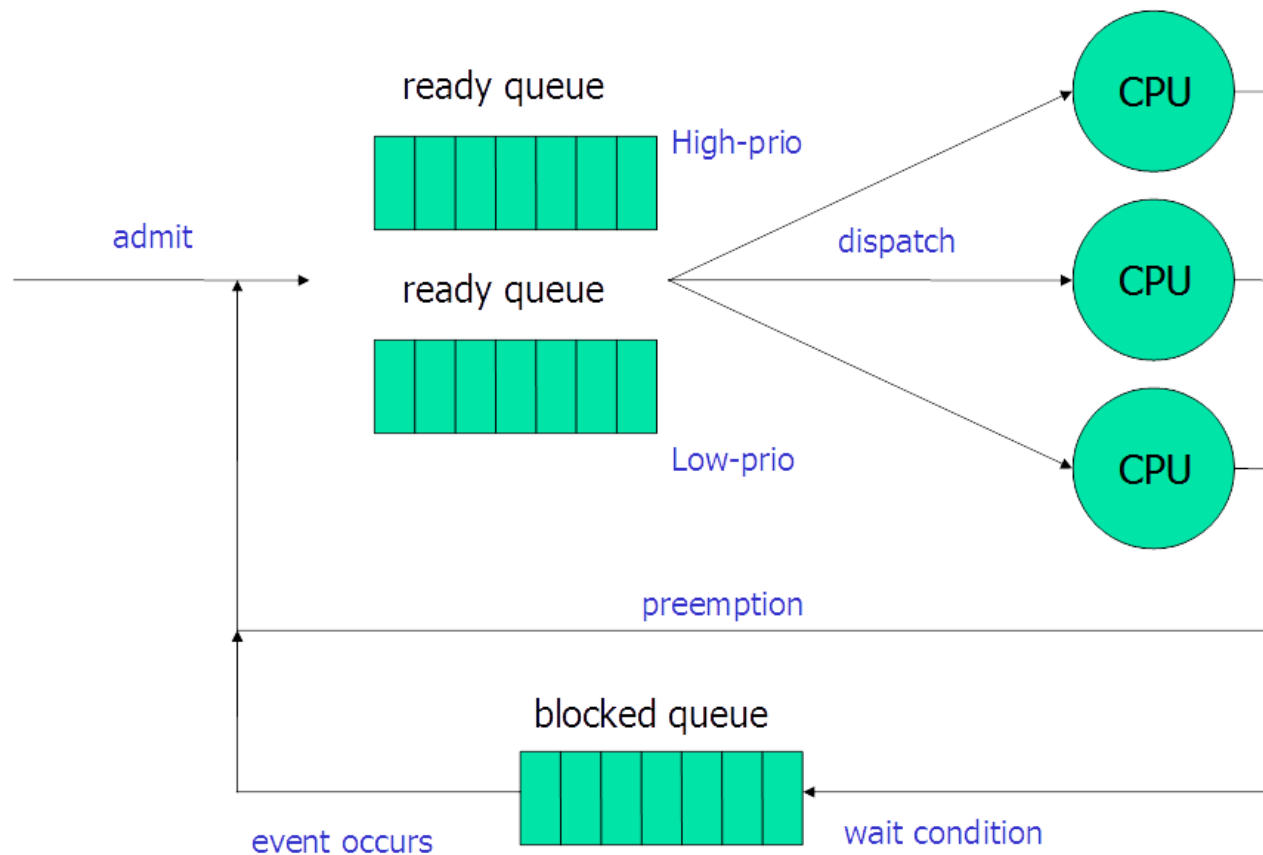 ready queue
High-prio
CPU
admit
dispatch
CPU
ready queue
Low-prio
CPU
preemption
blocked queue
event occurs
wait condition